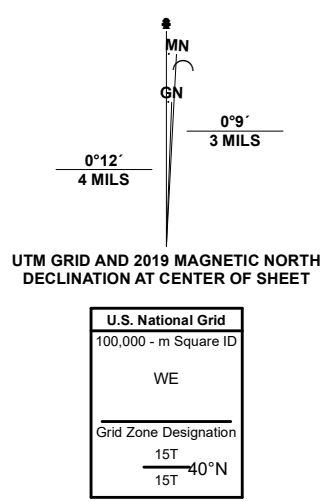 MN
GN
0°9´
3 MILS
0°12´
4 MILS
UTM GRID AND 2019 MAGNETIC NORTH
DECLINATION AT CENTER OF SHEET
U.S. National Grid
100,000 - m Square ID
WE
Grid Zone Designation
15T
40°N
15T